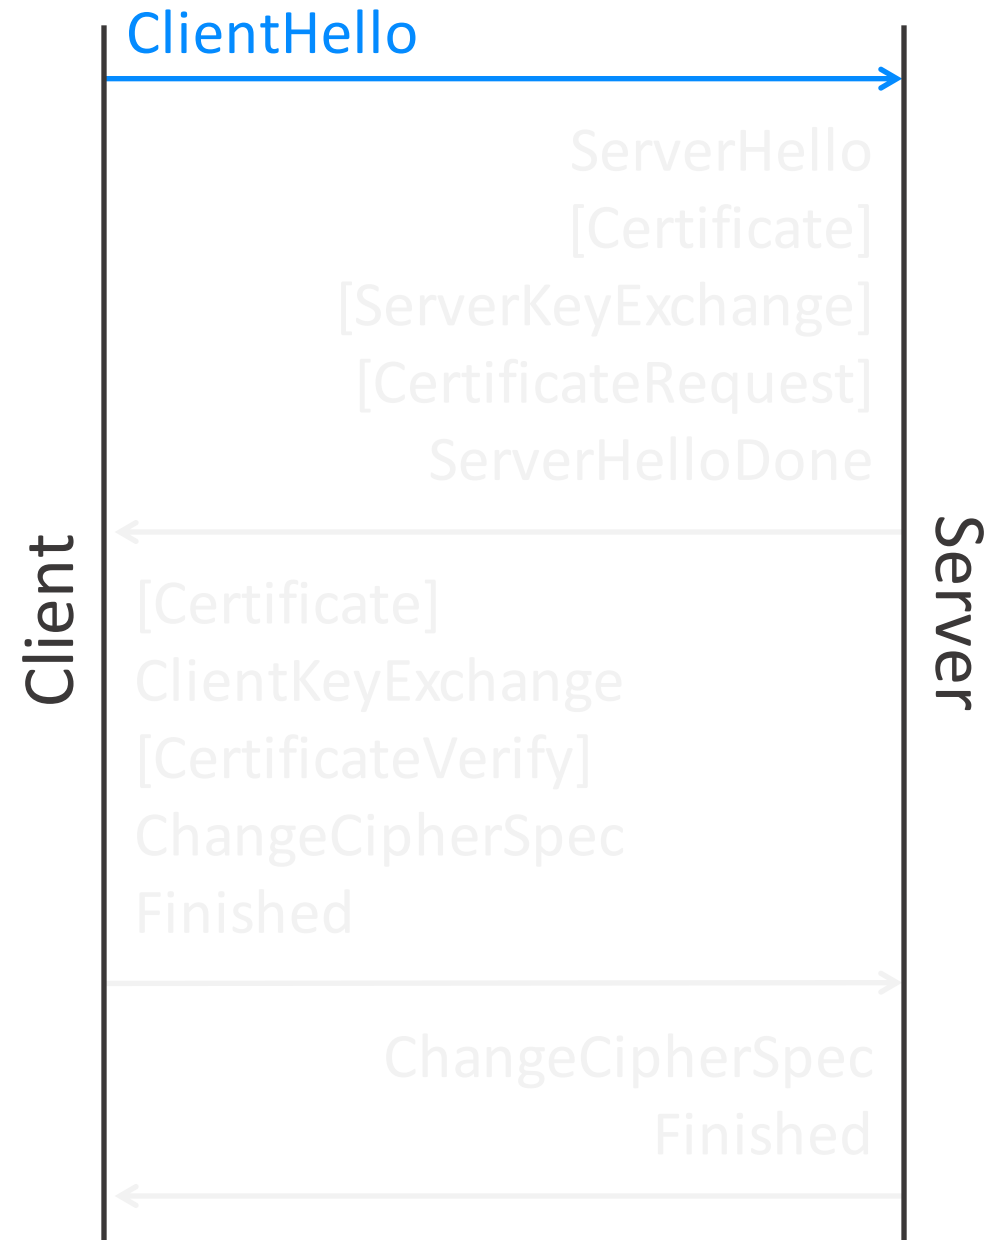 ClientHello
ServerHello
[Certificate]
[ServerKeyExchange]
[CertificateRequest]
ServerHelloDone
Client
Server
[Certificate]
ClientKeyExchange
[CertificateVerify]
ChangeCipherSpec
Finished
ChangeCipherSpec
Finished